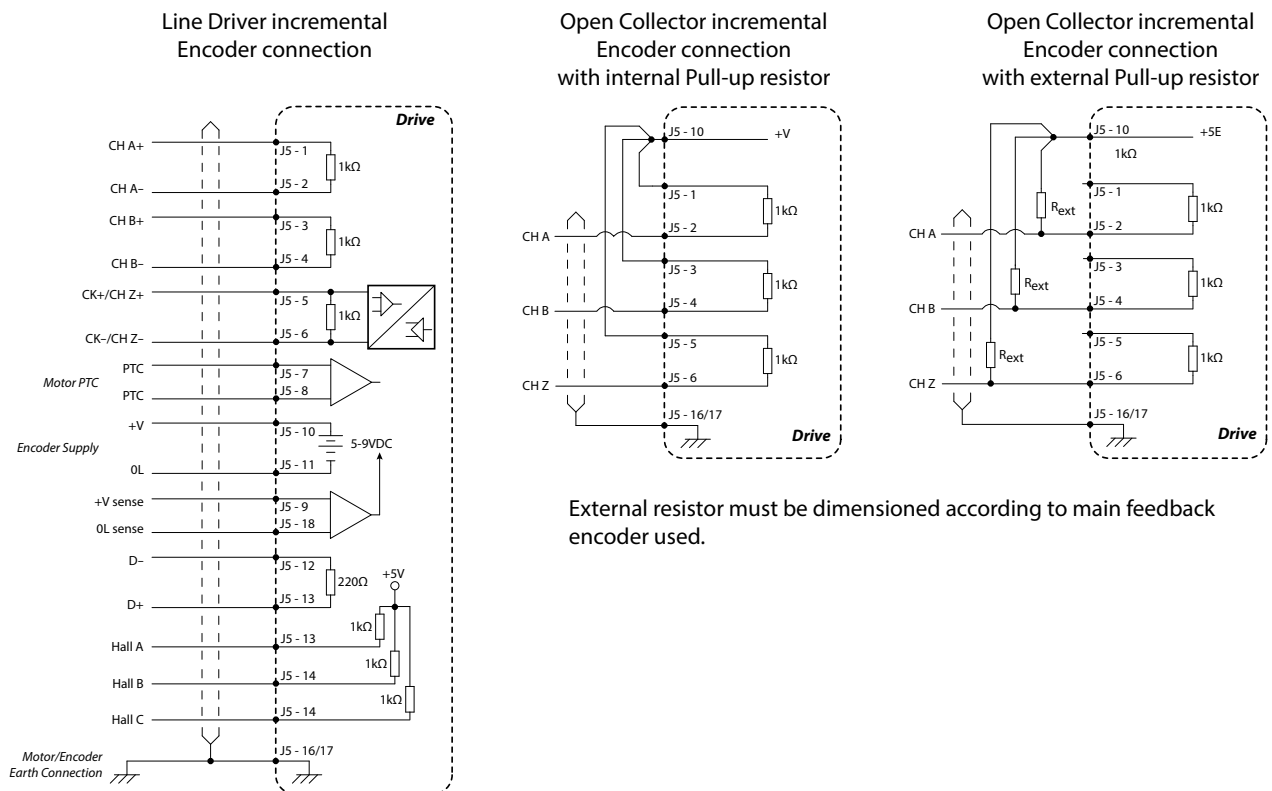 Line Driver incremental
Encoder connection
Drive
CH A+
J5 - 1
1kΩ
CH A–
J5 - 2
CH B+
J5 - 3
1kΩ
CH B–
J5 - 4
CK+/CH Z+
J5 - 5
1kΩ
CK–/CH Z–
J5 - 6
PTC
J5 - 7
Motor PTC
PTC
J5 - 8
+V
J5 - 10
Encoder Supply
5-9VDC
0L
J5 - 11
+V sense
J5 - 9
0L sense
J5 - 18
D–
J5 - 12
220Ω
+5V
D+
J5 - 13
1kΩ
Hall A
J5 - 13
1kΩ
Hall B
J5 - 14
1kΩ
Hall C
J5 - 14
J5 - 16/17
Motor/Encoder
Earth Connection
Open Collector incremental
Encoder connection
with internal Pull-up resistor
J5 - 10
+V
J5 - 1
1kΩ
CH A
J5 - 2
J5 - 3
1kΩ
CH B
J5 - 4
J5 - 5
1kΩ
CH Z
J5 - 6
J5 - 16/17
Drive
Open Collector incremental
Encoder connection
with external Pull-up resistor
J5 - 10
+5E
1kΩ
J5 - 1
Rext
1kΩ
CH A
J5 - 2
J5 - 3
Rext
1kΩ
CH B
J5 - 4
J5 - 5
Rext
1kΩ
CH Z
J5 - 6
J5 - 16/17
Drive
External resistor must be dimensioned according to main feedback
encoder used.